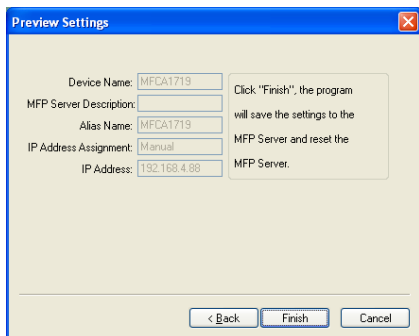 Preview Settings
Device Name: MFCA1719
MFP Server Description:
Alias Name: MFCA1719
IP Address Assignment: Manual
IP Address: 192.168.4.88
Click "Finish", the program
will save the settings to the
MFP Server and reset the
MFP Server.
< Back Finish Cancel